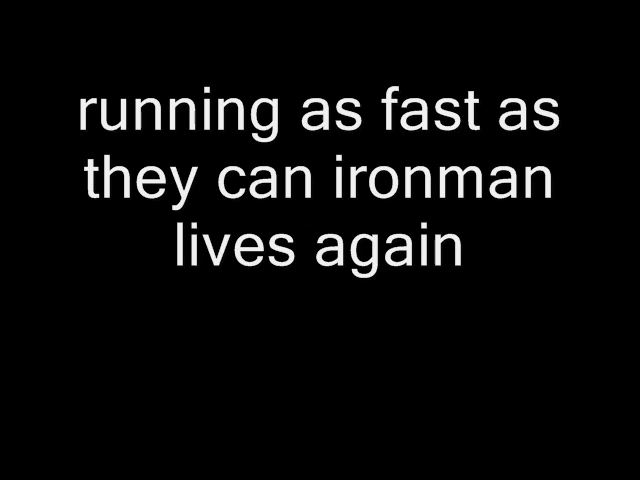 running as fast as
they can ironman
lives again